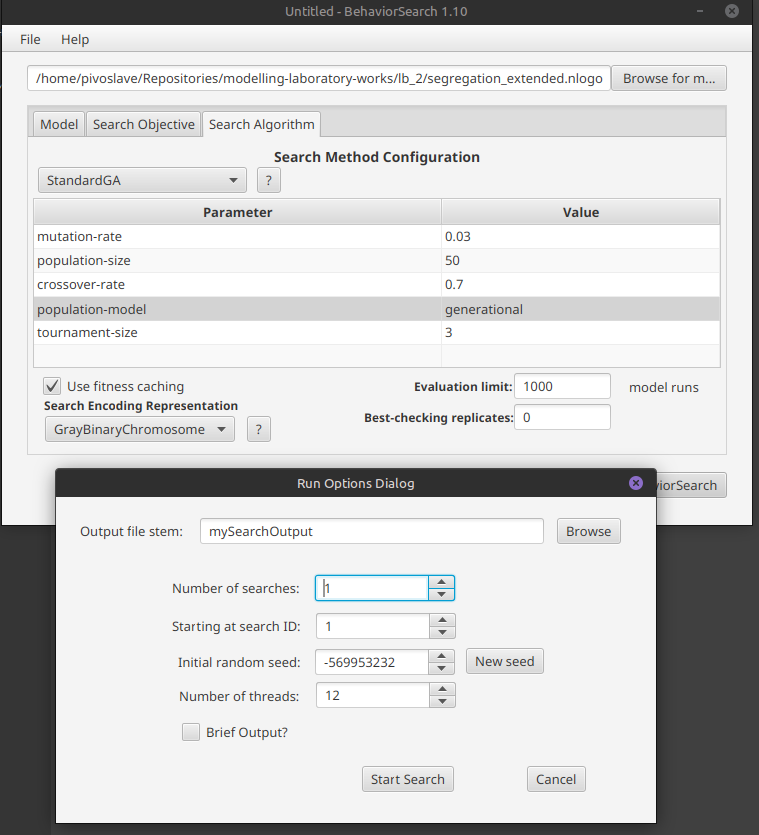 Untitled - BehaviorSearch 1.10
File Help
/home/pivoslave/Repositories/modelling-laboratory-works/lb_2/segregation_extended.nlogo Browse for m...
Model Search Objective Search Algorithm
Search Method Configuration
StandardGA ?
Parameter Value
mutation-rate 0.03
population-size 50
crossover-rate 0.7
population-model generational
tournament-size 3
Use fitness caching Evaluation limit: 1000 model runs
Search Encoding Representation
GrayBinaryChromosome ? Best-checking replicates: 0
iorSearch
Run Options Dialog
Output file stem: mySearchOutput Browse
Number of searches: 1
Starting at search ID: 1
Initial random seed: -569953232 New seed
Number of threads: 12
Brief Output?
Start Search Cancel